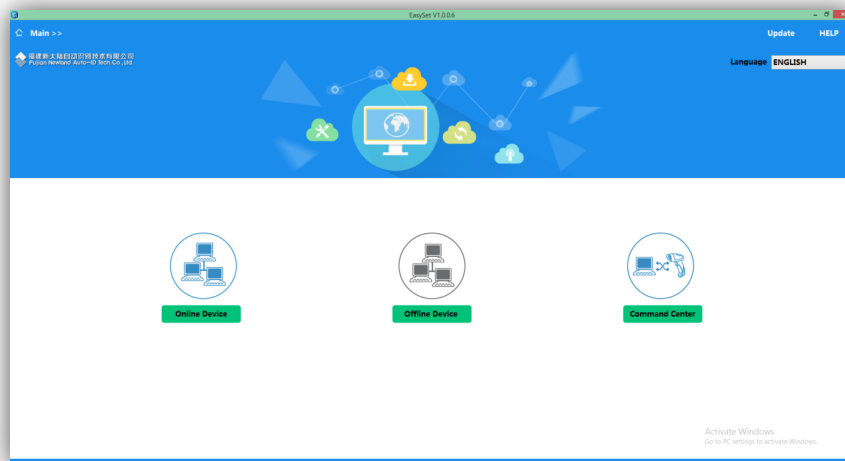 EasySet V1.0.0.6
Main >>
Update
HELP
福建新大陆自动识别技术有限公司
Fujian Newland Auto-ID Tech.Co.,Ltd.
Language
ENGLISH
Online Device
Offline Device
Command Center
Activate Windows
Go to PC settings to activate Windows.